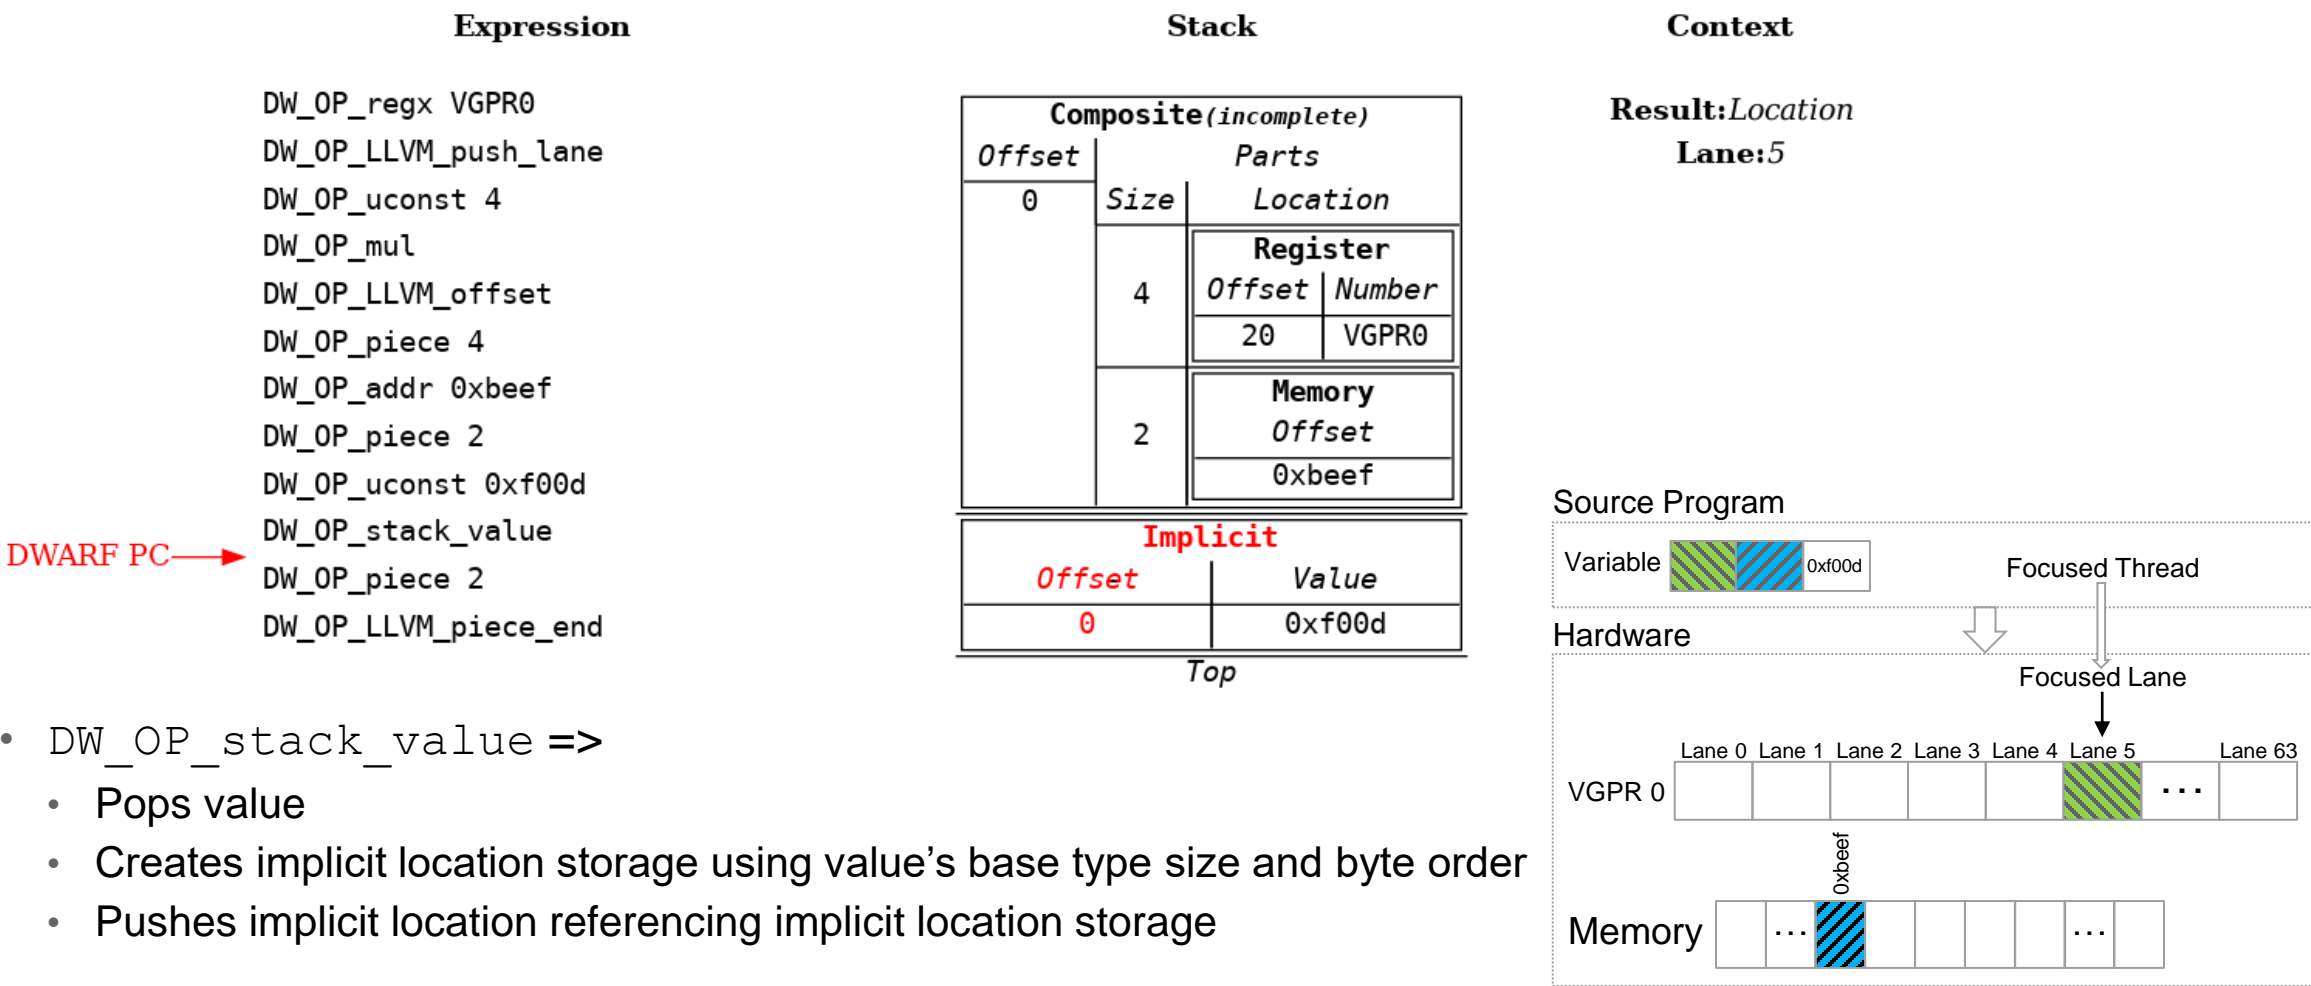 Expression
DW_OP_regx VGPR0
DW_OP_LLVM_push_lane
DW_OP_uconst 4
DW_OP_mul
DW_OP_LLVM_offset
DW_OP_piece 4
DW_OP_addr 0xbeef
DW_OP_piece 2
DW_OP_uconst 0xf00d
DW_OP_stack_value
DWARF PC
DW_OP_piece 2
DW_OP_LLVM_piece_end
Stack
Composite(incomplete)
Offset Parts
0 Size Location
Register
4 Offset Number
20 VGPR0
Memory
2 Offset
0xbeef
Implicit
Offset Value
0 0xf00d
Top
Context
Result:Location
Lane:5
Source Program
Variable 0xf00d Focused Thread
Hardware
Focused Lane
Lane 0 Lane 1 Lane 2 Lane 3 Lane 4 Lane 5 Lane 63
VGPR 0 ...
0xbeef
Memory ... ...
• DW_OP_stack_value =>
• Pops value
• Creates implicit location storage using value’s base type size and byte order
• Pushes implicit location referencing implicit location storage